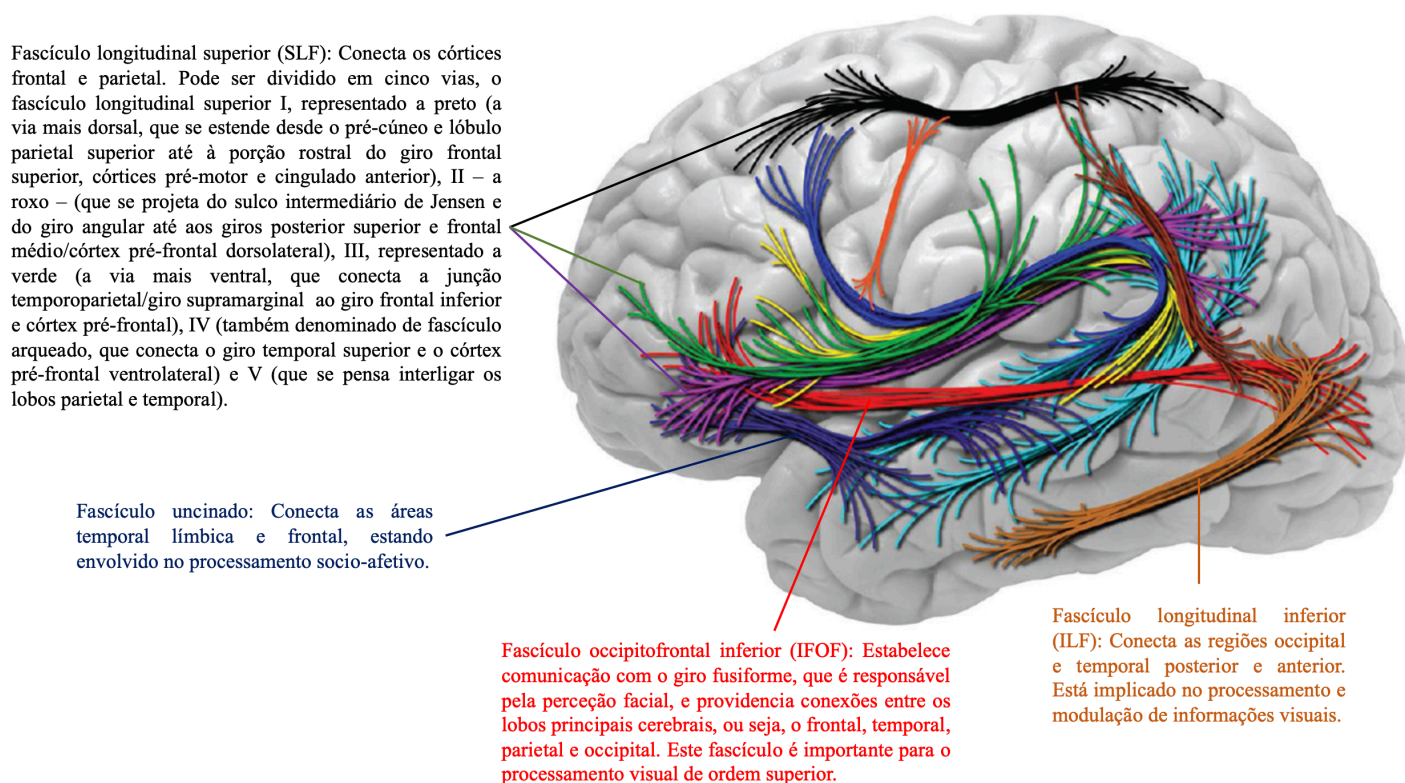 Fascículo longitudinal superior (SLF): Conecta os córtices
frontal e parietal. Pode ser dividido em cinco vias, o
fascículo longitudinal superior I, representado a preto (a
via mais dorsal, que se estende desde o pré-cúneo e lóbulo
parietal superior até à porção rostral do giro frontal
superior, córtices pré-motor e cingulado anterior), II – a
roxo – (que se projeta do sulco intermediário de Jensen e
do giro angular até aos giros posterior superior e frontal
médio/córtex pré-frontal dorsolateral), III, representado a
verde (a via mais ventral, que conecta a junção
temporoparietal/giro supramarginal ao giro frontal inferior
e córtex pré-frontal), IV (também denominado de fascículo
arqueado, que conecta o giro temporal superior e o córtex
pré-frontal ventrolateral) e V (que se pensa interligar os
lobos parietal e temporal).
Fascículo uncinado: Conecta as áreas
temporal límbica e frontal, estando
envolvido no processamento socio-afetivo.
Fascículo occipitofrontal inferior (IFOF): Estabelece
comunicação com o giro fusiforme, que é responsável
pela perceção facial, e providencia conexões entre os
lobos principais cerebrais, ou seja, o frontal, temporal,
parietal e occipital. Este fascículo é importante para o
processamento visual de ordem superior.
Fascículo longitudinal inferior
(ILF): Conecta as regiões occipital
e temporal posterior e anterior.
Está implicado no processamento e
modulação de informações visuais.